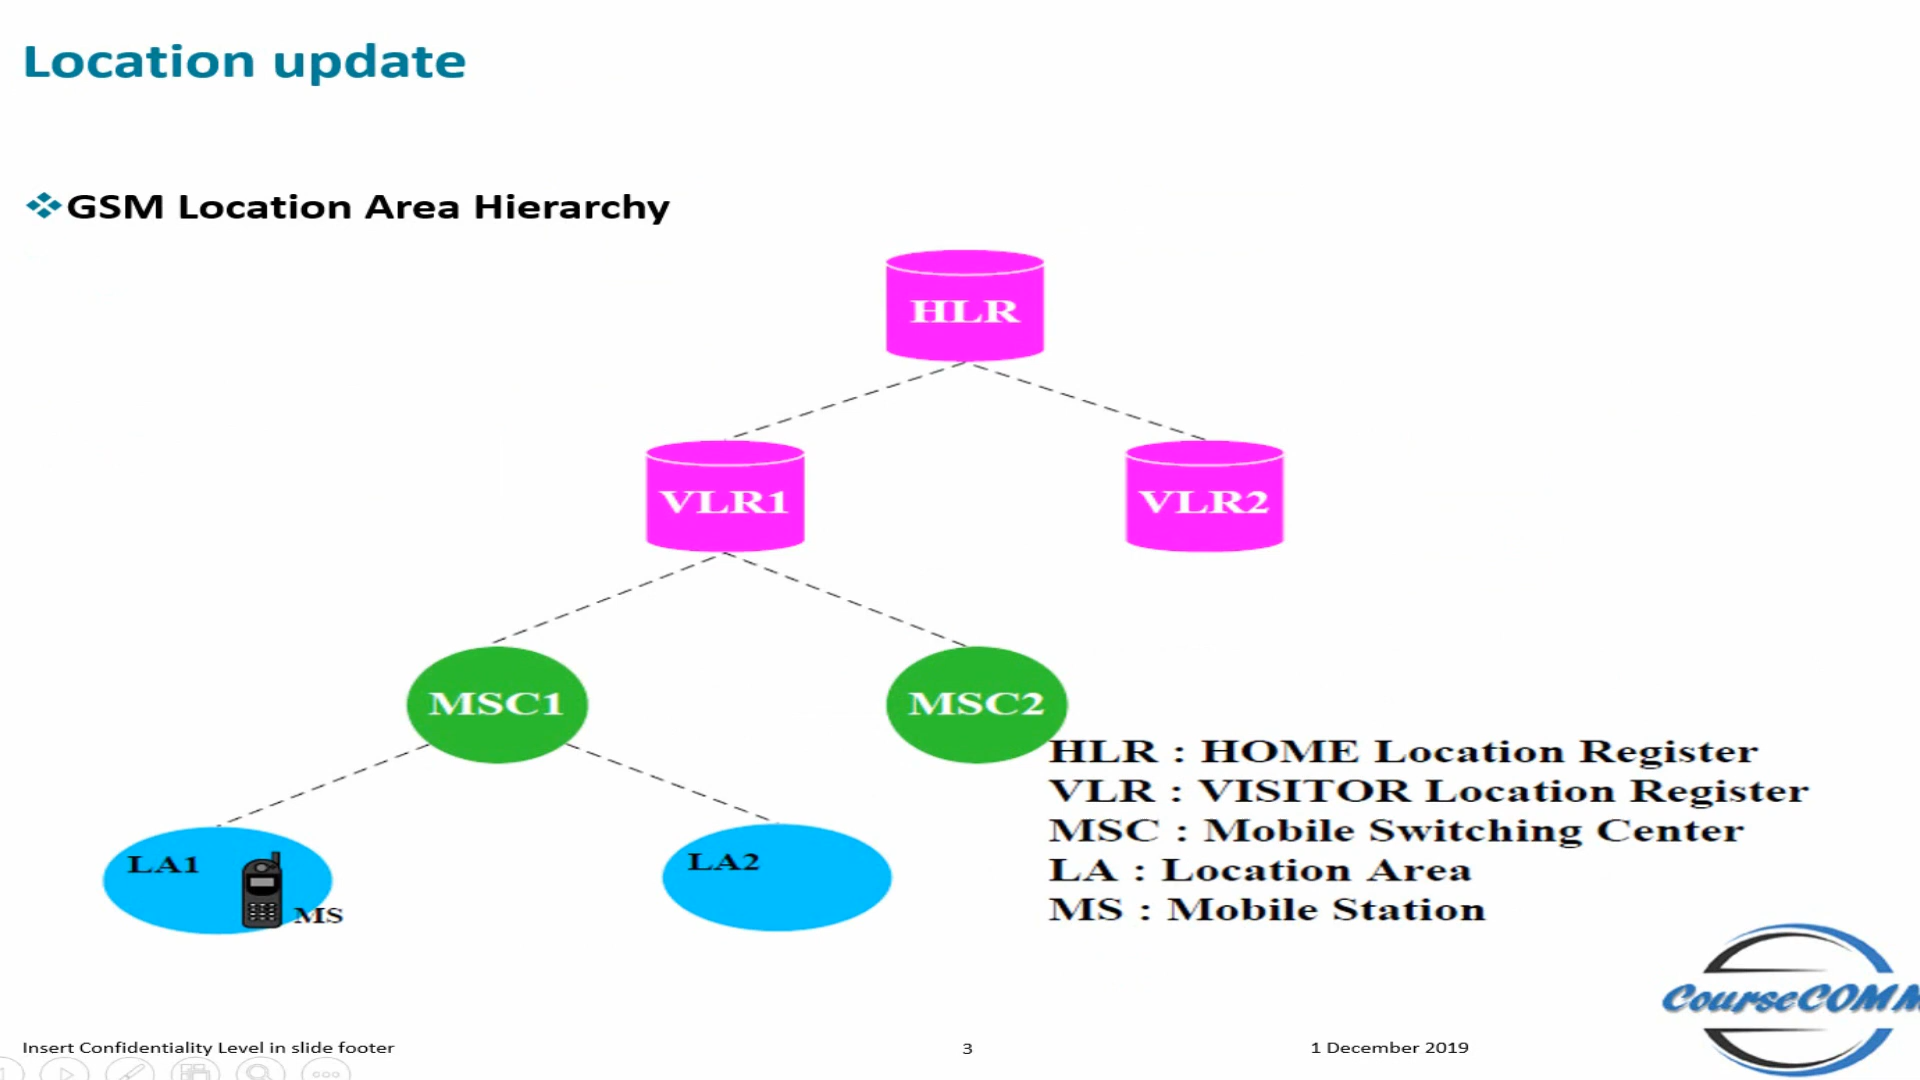 Location update
GSM Location Area Hierarchy
HLR
VLR1
VLR2
MSC1
MSC2
LA1
MS
LA2
HLR : HOME Location Register
VLR : VISITOR Location Register
MSC : Mobile Switching Center
LA : Location Area
MS : Mobile Station
CourseCOMM
Insert Confidentiality Level in slide footer
3
1 December 2019